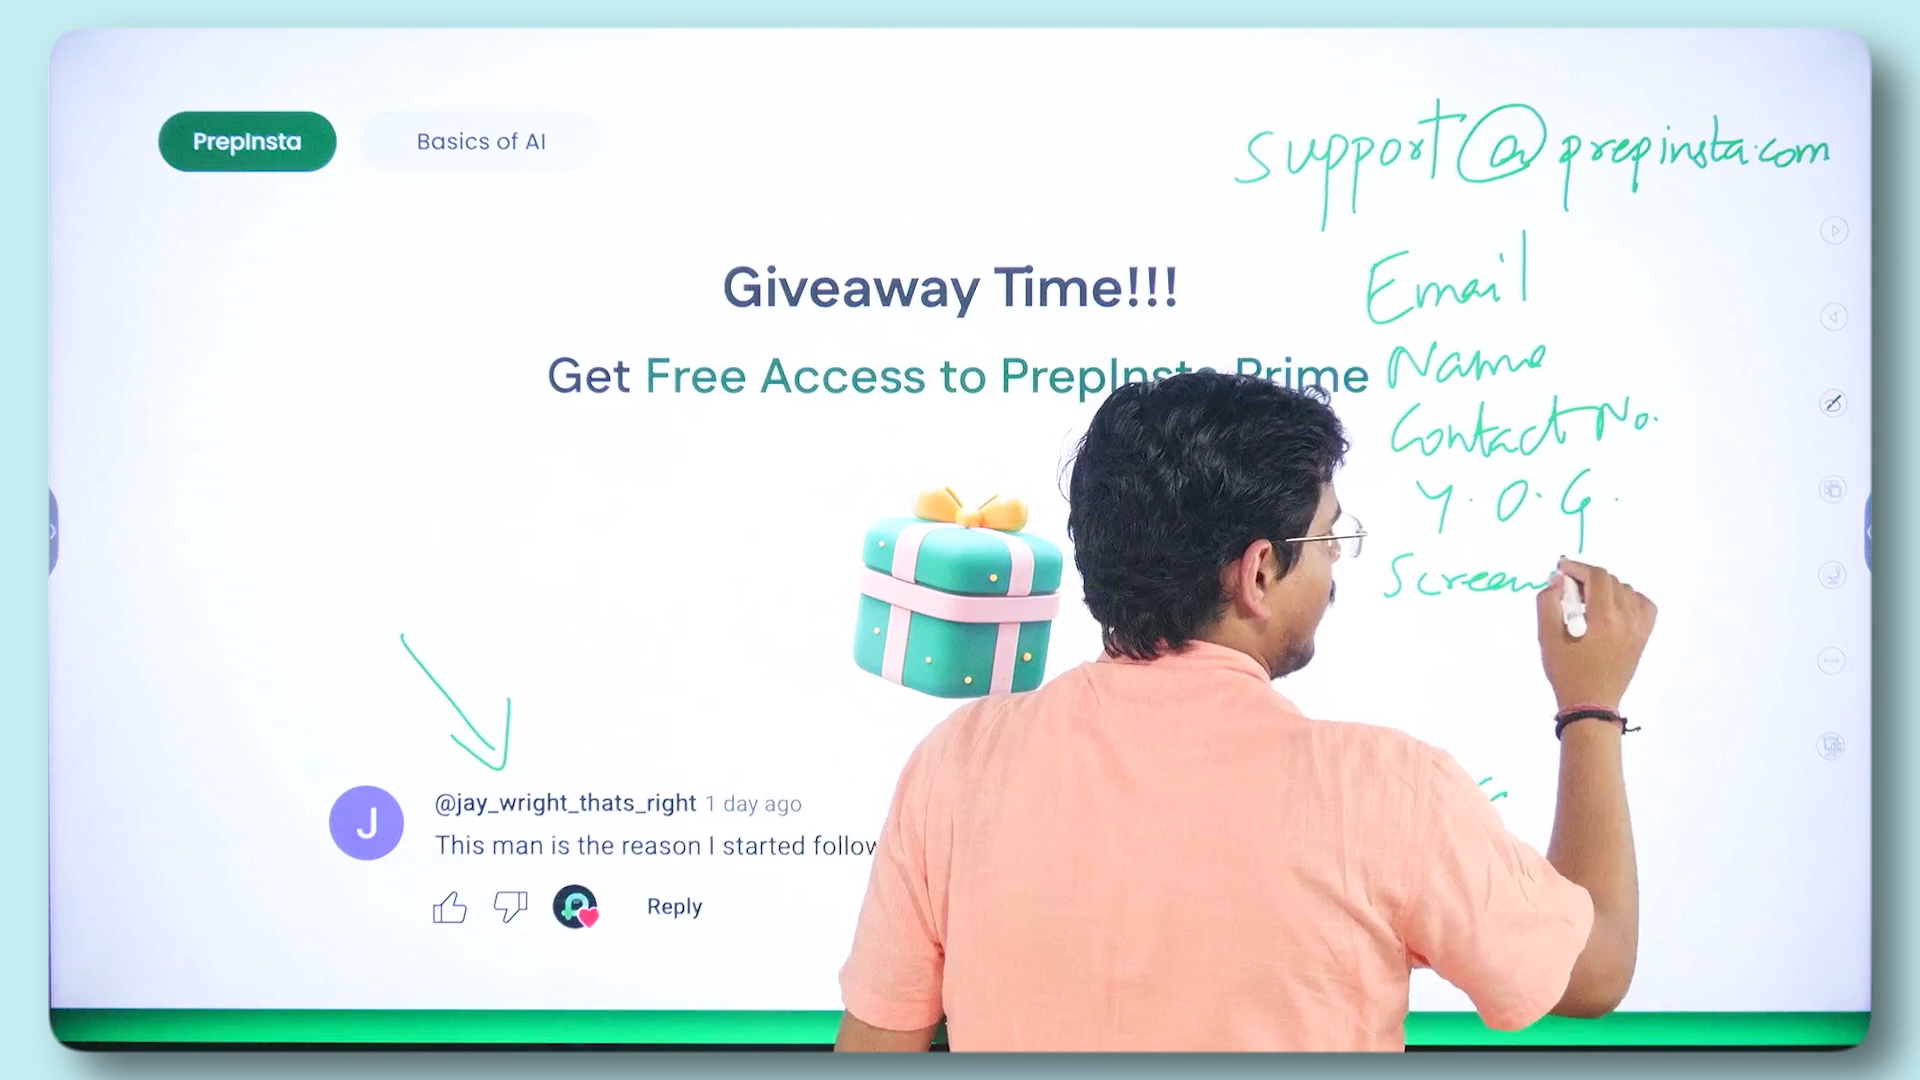 PrepInsta
Basics of AI
support@prepinsta.com
Giveaway Time!!!
Email
Get Free Access to PrepInsta Prime
Name
Contact No.
Y.O.G.
Screen
@jay_wright_thats_right 1 day ago
This man is the reason I started follow
Reply